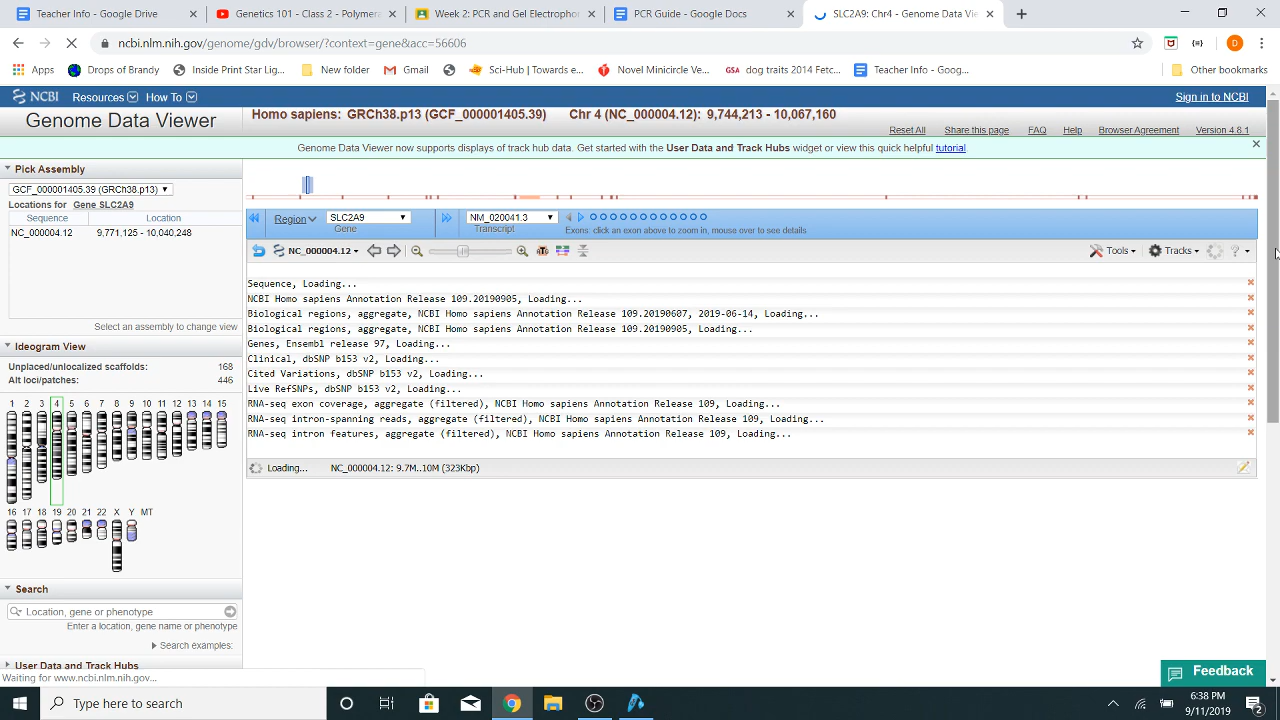 Teacher Info - Google Drive
Genetics 101 - Class 2 - Polymera
Week 2: PCR and Gel Electrophor
PCR Guide - Google Docs
SLC2A9: Chr4 - Genome Data Vie
ncbi.nlm.nih.gov/genome/gdv/browser/?context=gene&acc=56606
D
Apps
Drops of Brandy
Inside Print Star Lig...
New folder
Gmail
Sci-Hub | Towards e...
Novel Minicircle Ve...
GSA
dog traits 2014 Fetc...
Teacher Info - Goog...
Other bookmarks
NCBI
Resources
How To
Sign in to NCBI
Genome Data Viewer
Homo sapiens: GRCh38.p13 (GCF_000001405.39)
Chr 4 (NC_000004.12): 9,744,213 - 10,067,160
Reset All
Share this page
FAQ
Help
Browser Agreement
Version 4.8.1
Genome Data Viewer now supports displays of track hub data. Get started with the User Data and Track Hubs widget or view this quick helpful tutorial
Pick Assembly
GCF_000001405.39 (GRCh38.p13)
Locations for Gene SLC2A9
Sequence Location
NC_000004.12 9,771,125 - 10,040,248
Select an assembly to change view
Region
SLC2A9
Gene
NM_020041.3
Transcript
Exons: click an exon above to zoom in, mouse over to see details
NC_000004.12
Tools
Tracks
?
Sequence, Loading...
NCBI Homo sapiens Annotation Release 109.20190905, Loading...
Biological regions, aggregate, NCBI Homo sapiens Annotation Release 109.20190607, 2019-06-14, Loading...
Biological regions, aggregate, NCBI Homo sapiens Annotation Release 109.20190905, Loading...
Genes, Ensembl release 97, Loading...
Clinical, dbSNP b153 v2, Loading...
Cited Variations, dbSNP b153 v2, Loading...
Live RefSNPs, dbSNP b153 v2, Loading...
RNA-seq exon coverage, aggregate (filtered), NCBI Homo sapiens Annotation Release 109, Loading...
RNA-seq intron-spanning reads, aggregate (filtered), NCBI Homo sapiens Annotation Release 109, Loading...
RNA-seq intron features, aggregate (filtered), NCBI Homo sapiens Annotation Release 109, Loading...
Loading...
NC_000004.12: 9.7M..10M (323Kbp)
Ideogram View
Unplaced/unlocalized scaffolds: 168
Alt loci/patches: 446
1 2 3 4 5 6 7 8 9 10 11 12 13 14 15
16 17 18 19 20 21 22 X Y MT
Search
Location, gene or phenotype
Enter a location, gene name or phenotype
Search examples:
User Data and Track Hubs
Waiting for www.ncbi.nlm.nih.gov...
Feedback
Type here to search
6:38 PM
9/11/2019
2